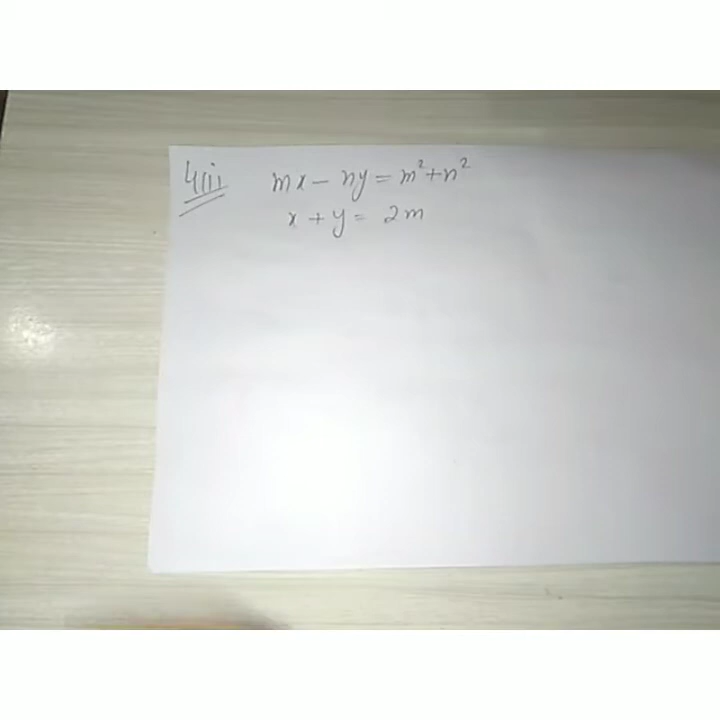 4(ii) mx - ny = m²+n²
x + y = 2m